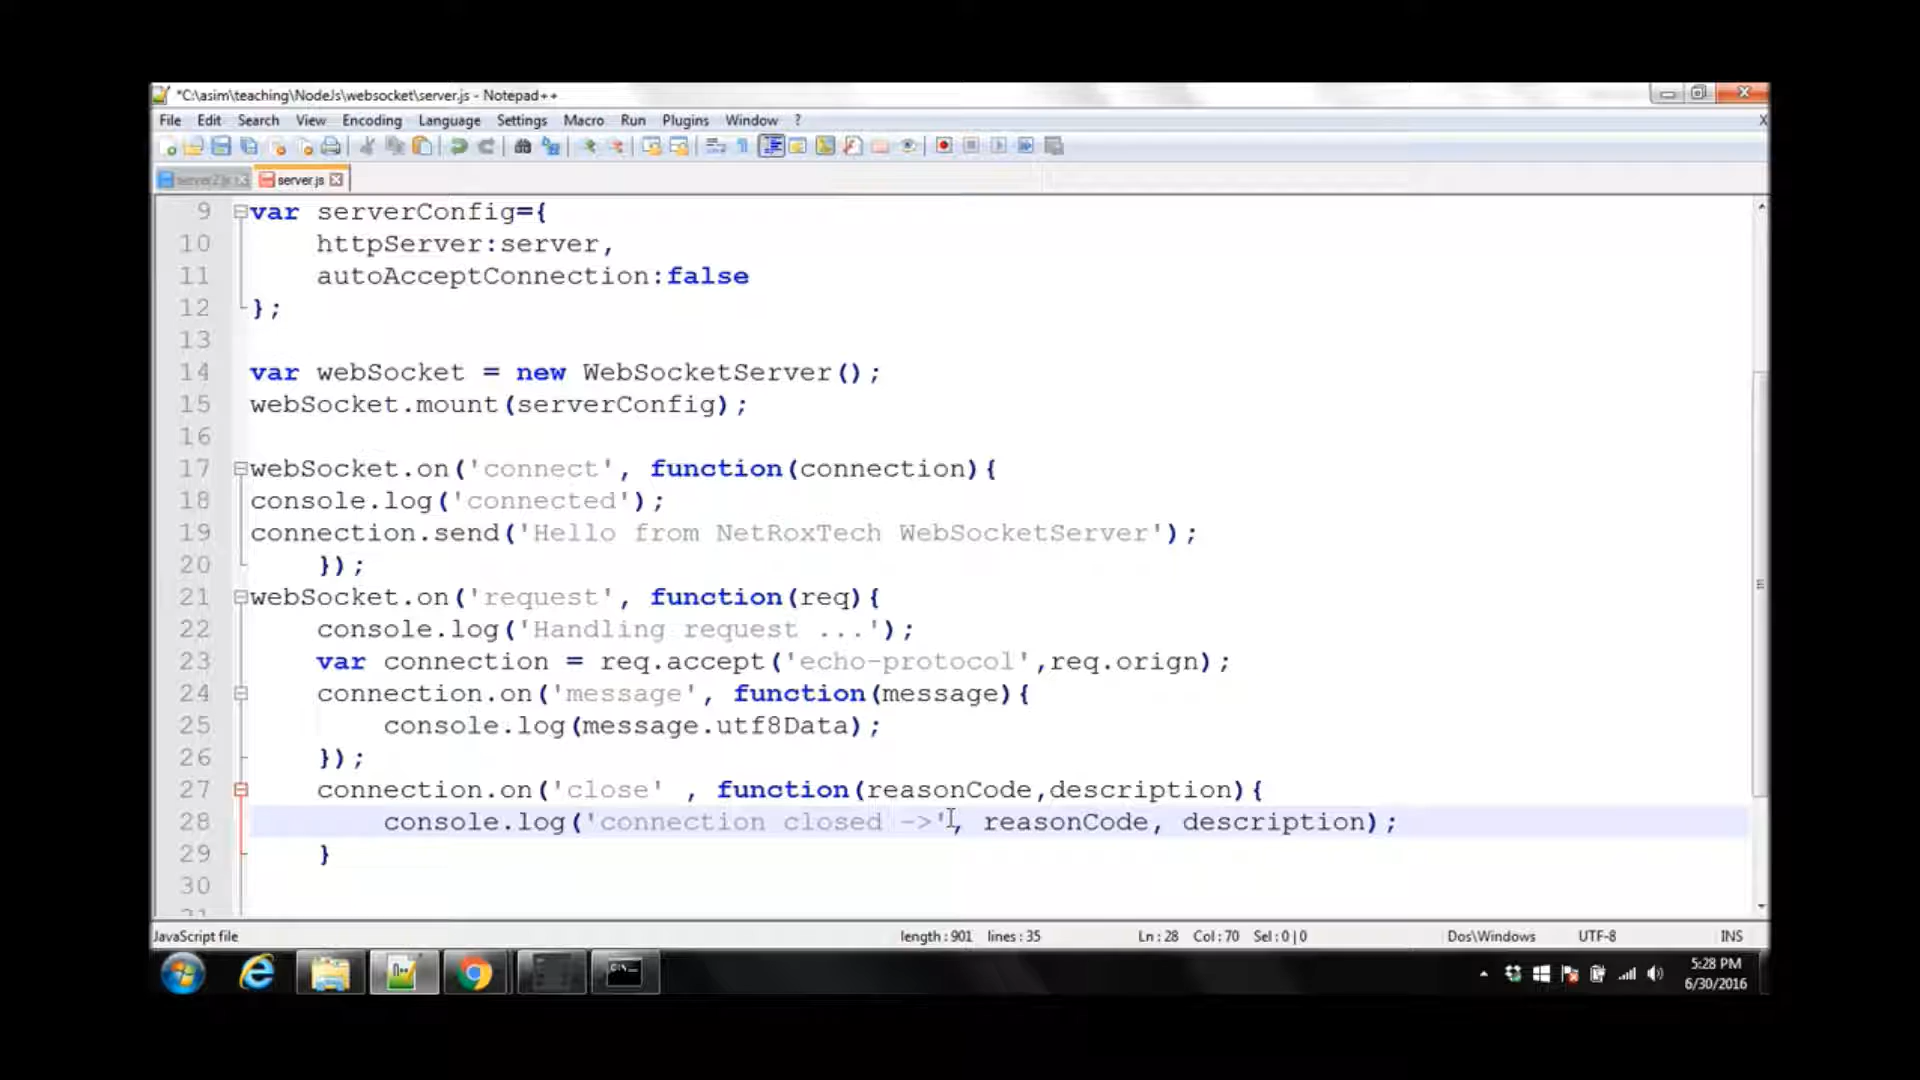 *C:\asim\teaching\NodeJs\websocket\server.js - Notepad++
File Edit Search View Encoding Language Settings Macro Run Plugins Window ? X
server2.js server.js
9 var serverConfig={
10 httpServer:server,
11 autoAcceptConnection:false
12 };
13
14 var webSocket = new WebSocketServer();
15 webSocket.mount(serverConfig);
16
17 webSocket.on('connect', function(connection){
18 console.log('connected');
19 connection.send('Hello from NetRoxTech WebSocketServer');
20 });
21 webSocket.on('request', function(req){
22 console.log('Handling request ...');
23 var connection = req.accept('echo-protocol',req.orign);
24 connection.on('message', function(message){
25 console.log(message.utf8Data);
26 });
27 connection.on('close' , function(reasonCode,description){
28 console.log('connection closed ->', reasonCode, description);
29 }
30
JavaScript file length : 901 lines : 35 Ln : 28 Col : 70 Sel : 0 | 0 Dos\Windows UTF-8 INS
5:28 PM
6/30/2016